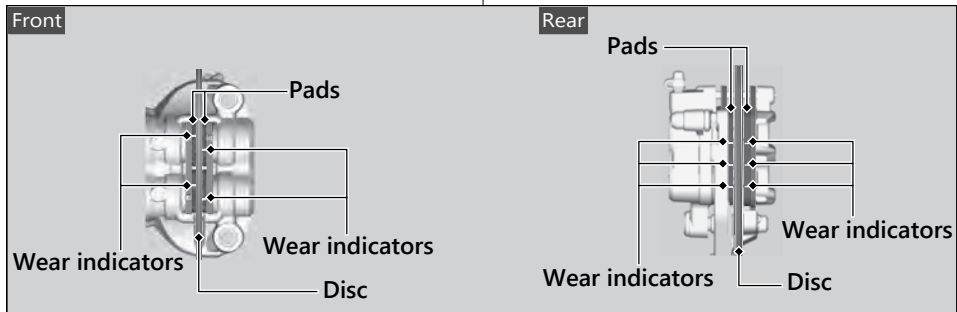 Front
Pads
Wear indicators
Wear indicators
Disc
Rear
Pads
Wear indicators
Wear indicators
Disc